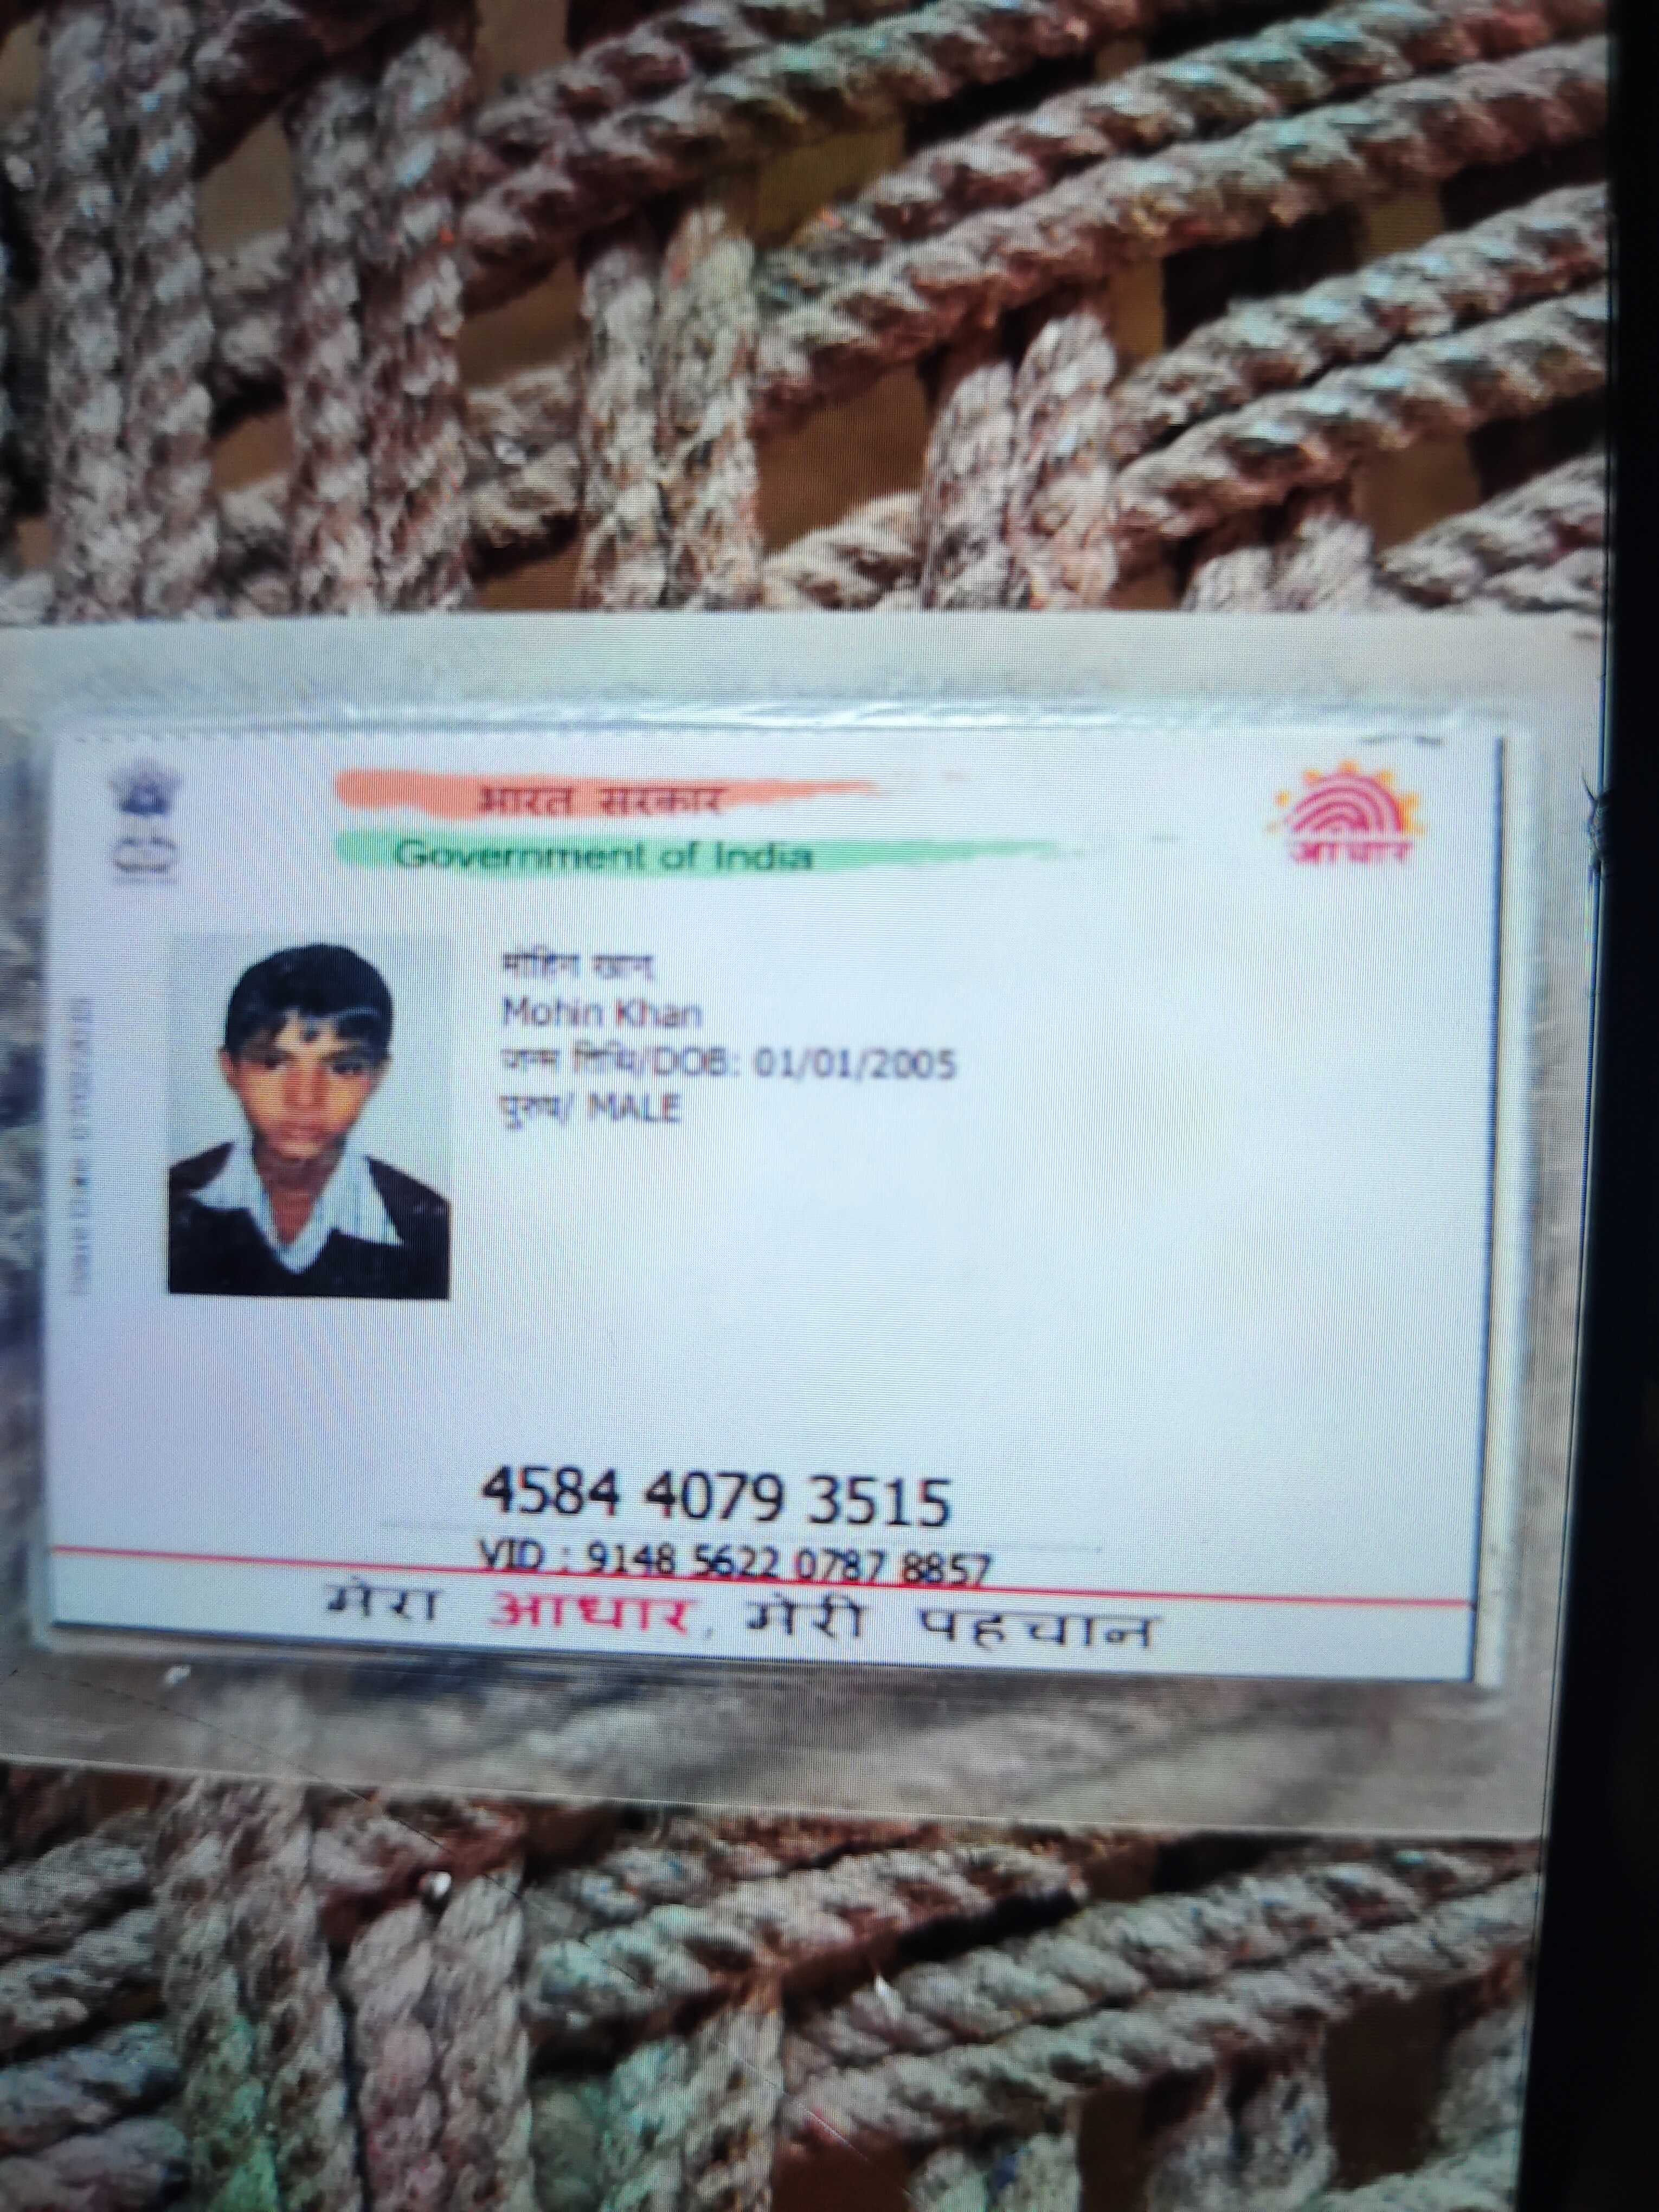 भारत सरकार
Government of India
आधार
मोहिन खान
Mohin Khan
जन्म तिथि/DOB: 01/01/2005
पुरुष/ MALE
4584 4079 3515
VID : 9148 5622 0787 8857
मेरा आधार, मेरी पहचान